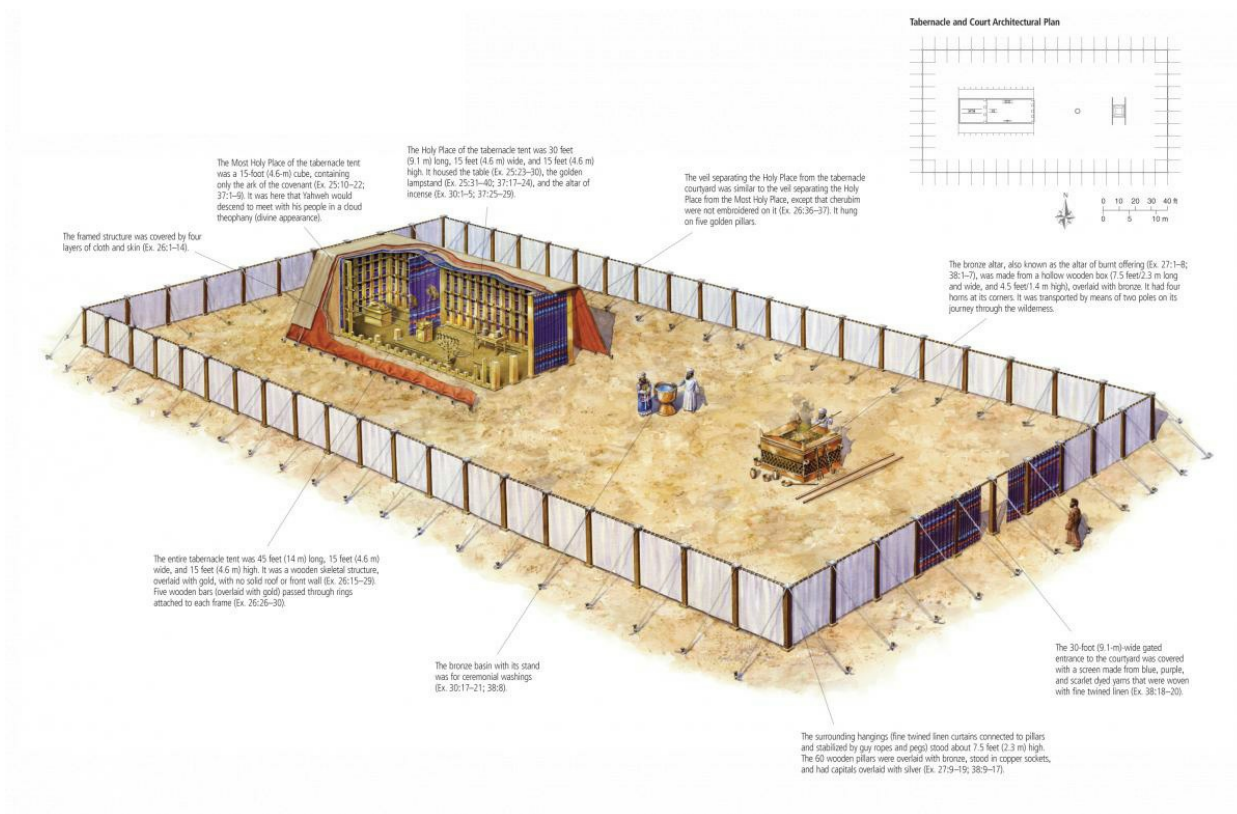 Tabernacle and Court Architectural Plan
N
0 10 20 30 40 ft
0 5 10 m
The Most Holy Place of the tabernacle tent
was a 15-foot (4.6-m) cube, containing
only the ark of the covenant (Ex. 25:10–22;
37:1–9). It was here that Yahweh would
descend to meet with his people in a cloud
theophany (divine appearance).
The Holy Place of the tabernacle tent was 30 feet
(9.1 m) long, 15 feet (4.6 m) wide, and 15 feet (4.6 m)
high. It housed the table (Ex. 25:23–30), the golden
lampstand (Ex. 25:31–40; 37:17–24), and the altar of
incense (Ex. 30:1–5; 37:25–29).
The veil separating the Holy Place from the tabernacle
courtyard was similar to the veil separating the Holy
Place from the Most Holy Place, except that cherubim
were not embroidered on it (Ex. 26:36–37). It hung
on five golden pillars.
The framed structure was covered by four
layers of cloth and skin (Ex. 26:1–14).
The bronze altar, also known as the altar of burnt offering (Ex. 27:1–8;
38:1–7), was made from a hollow wooden box (7.5 feet/2.3 m long
and wide, and 4.5 feet/1.4 m high), overlaid with bronze. It had four
horns at its corners. It was transported by means of two poles on its
journey through the wilderness.
The entire tabernacle tent was 45 feet (14 m) long, 15 feet (4.6 m)
wide, and 15 feet (4.6 m) high. It was a wooden skeletal structure,
overlaid with gold, with no solid roof or front wall (Ex. 26:15–29).
Five wooden bars (overlaid with gold) passed through rings
attached to each frame (Ex. 26:26–30).
The bronze basin with its stand
was for ceremonial washings
(Ex. 30:17–21; 38:8).
The 30-foot (9.1-m)-wide gated
entrance to the courtyard was covered
with a screen made from blue, purple,
and scarlet dyed yarns that were woven
with fine twined linen (Ex. 38:18–20).
The surrounding hangings (fine twined linen curtains connected to pillars
and stabilized by guy ropes and pegs) stood about 7.5 feet (2.3 m) high.
The 60 wooden pillars were overlaid with bronze, stood in copper sockets,
and had capitals overlaid with silver (Ex. 27:9–19; 38:9–17).